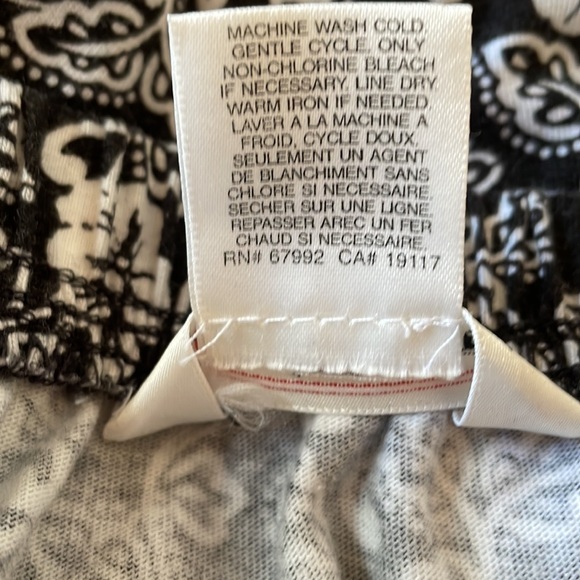 MACHINE WASH COLD
GENTLE CYCLE, ONLY
NON-CHLORINE BLEACH
IF NECESSARY. LINE DRY.
WARM IRON IF NEEDED.
LAVER A LA MACHINE A
FROID, CYCLE DOUX,
SEULEMENT UN AGENT
DE BLANCHIMENT SANS
CHLORE SI NECESSAIRE.
SECHER SUR UNE LIGNE.
REPASSER AREC UN FER
CHAUD SI NECESSAIRE.
RN# 67992 CA# 19117